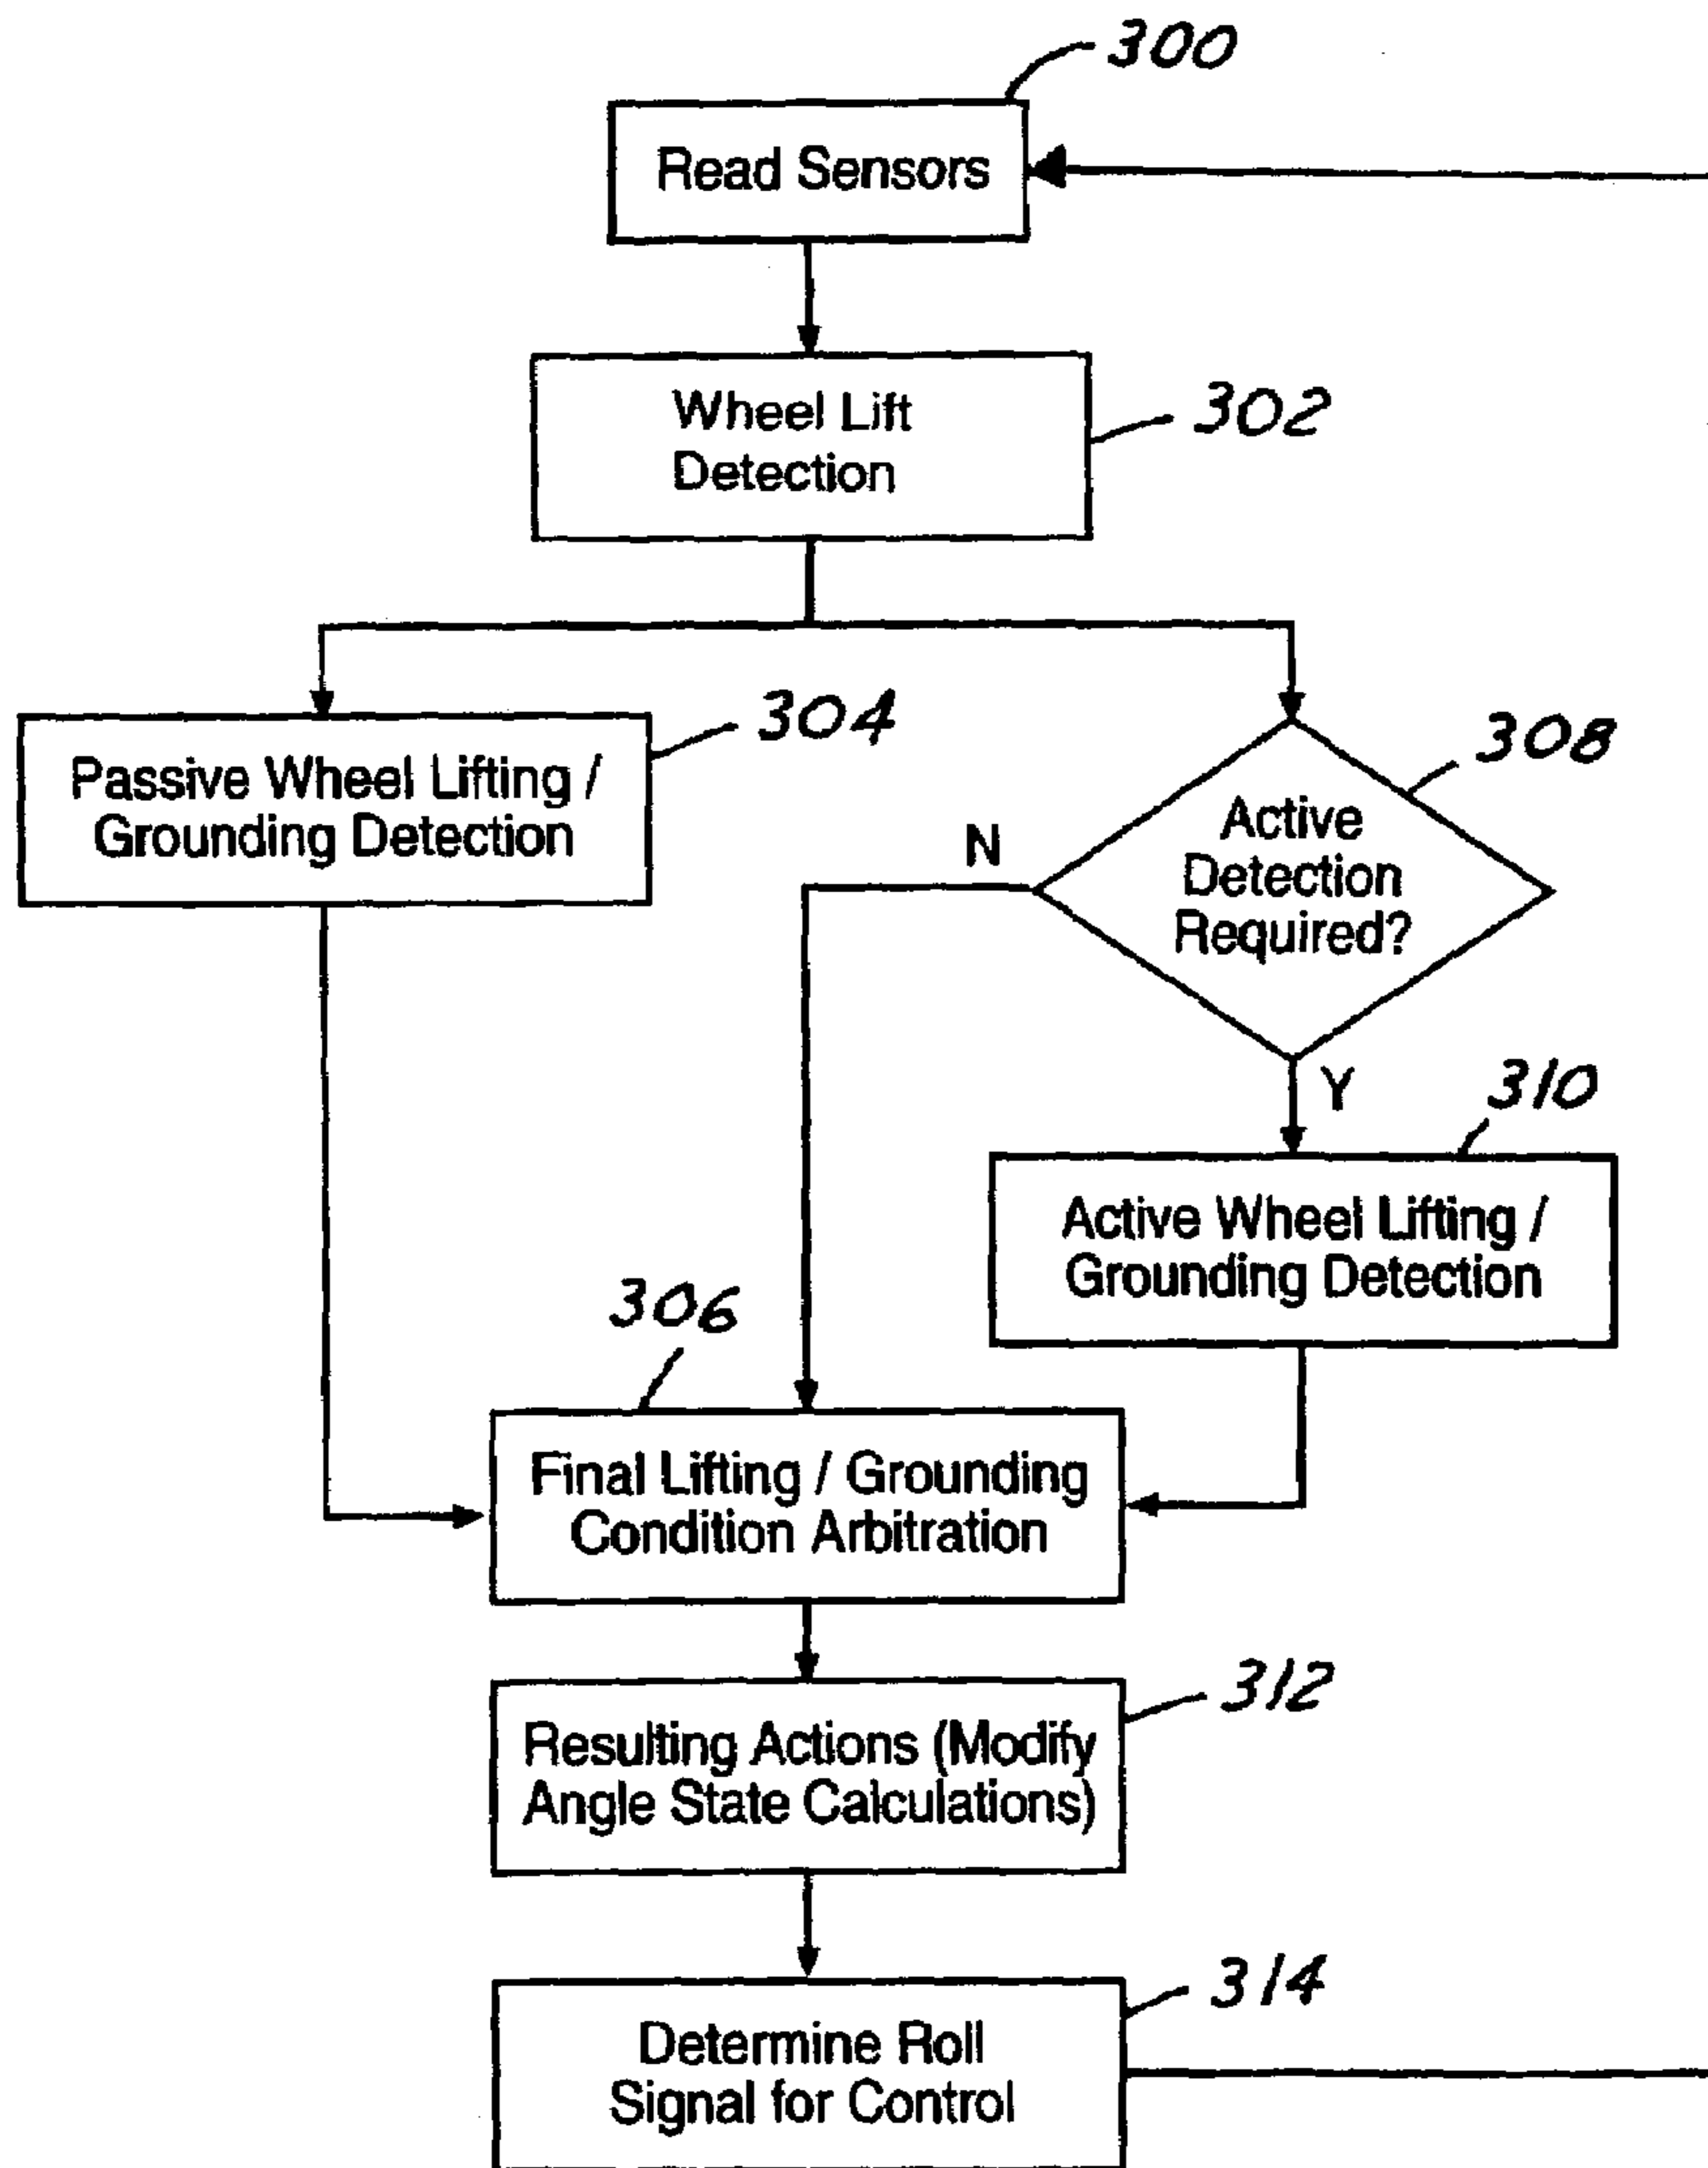 300
Read Sensors
Wheel Lift
Detection
302
Passive Wheel Lifting /
Grounding Detection
304
308
Active
Detection
Required?
N
Y
310
Active Wheel Lifting /
Grounding Detection
306
Final Lifting / Grounding
Condition Arbitration
312
Resulting Actions (Modify
Angle State Calculations)
314
Determine Roll
Signal for Control